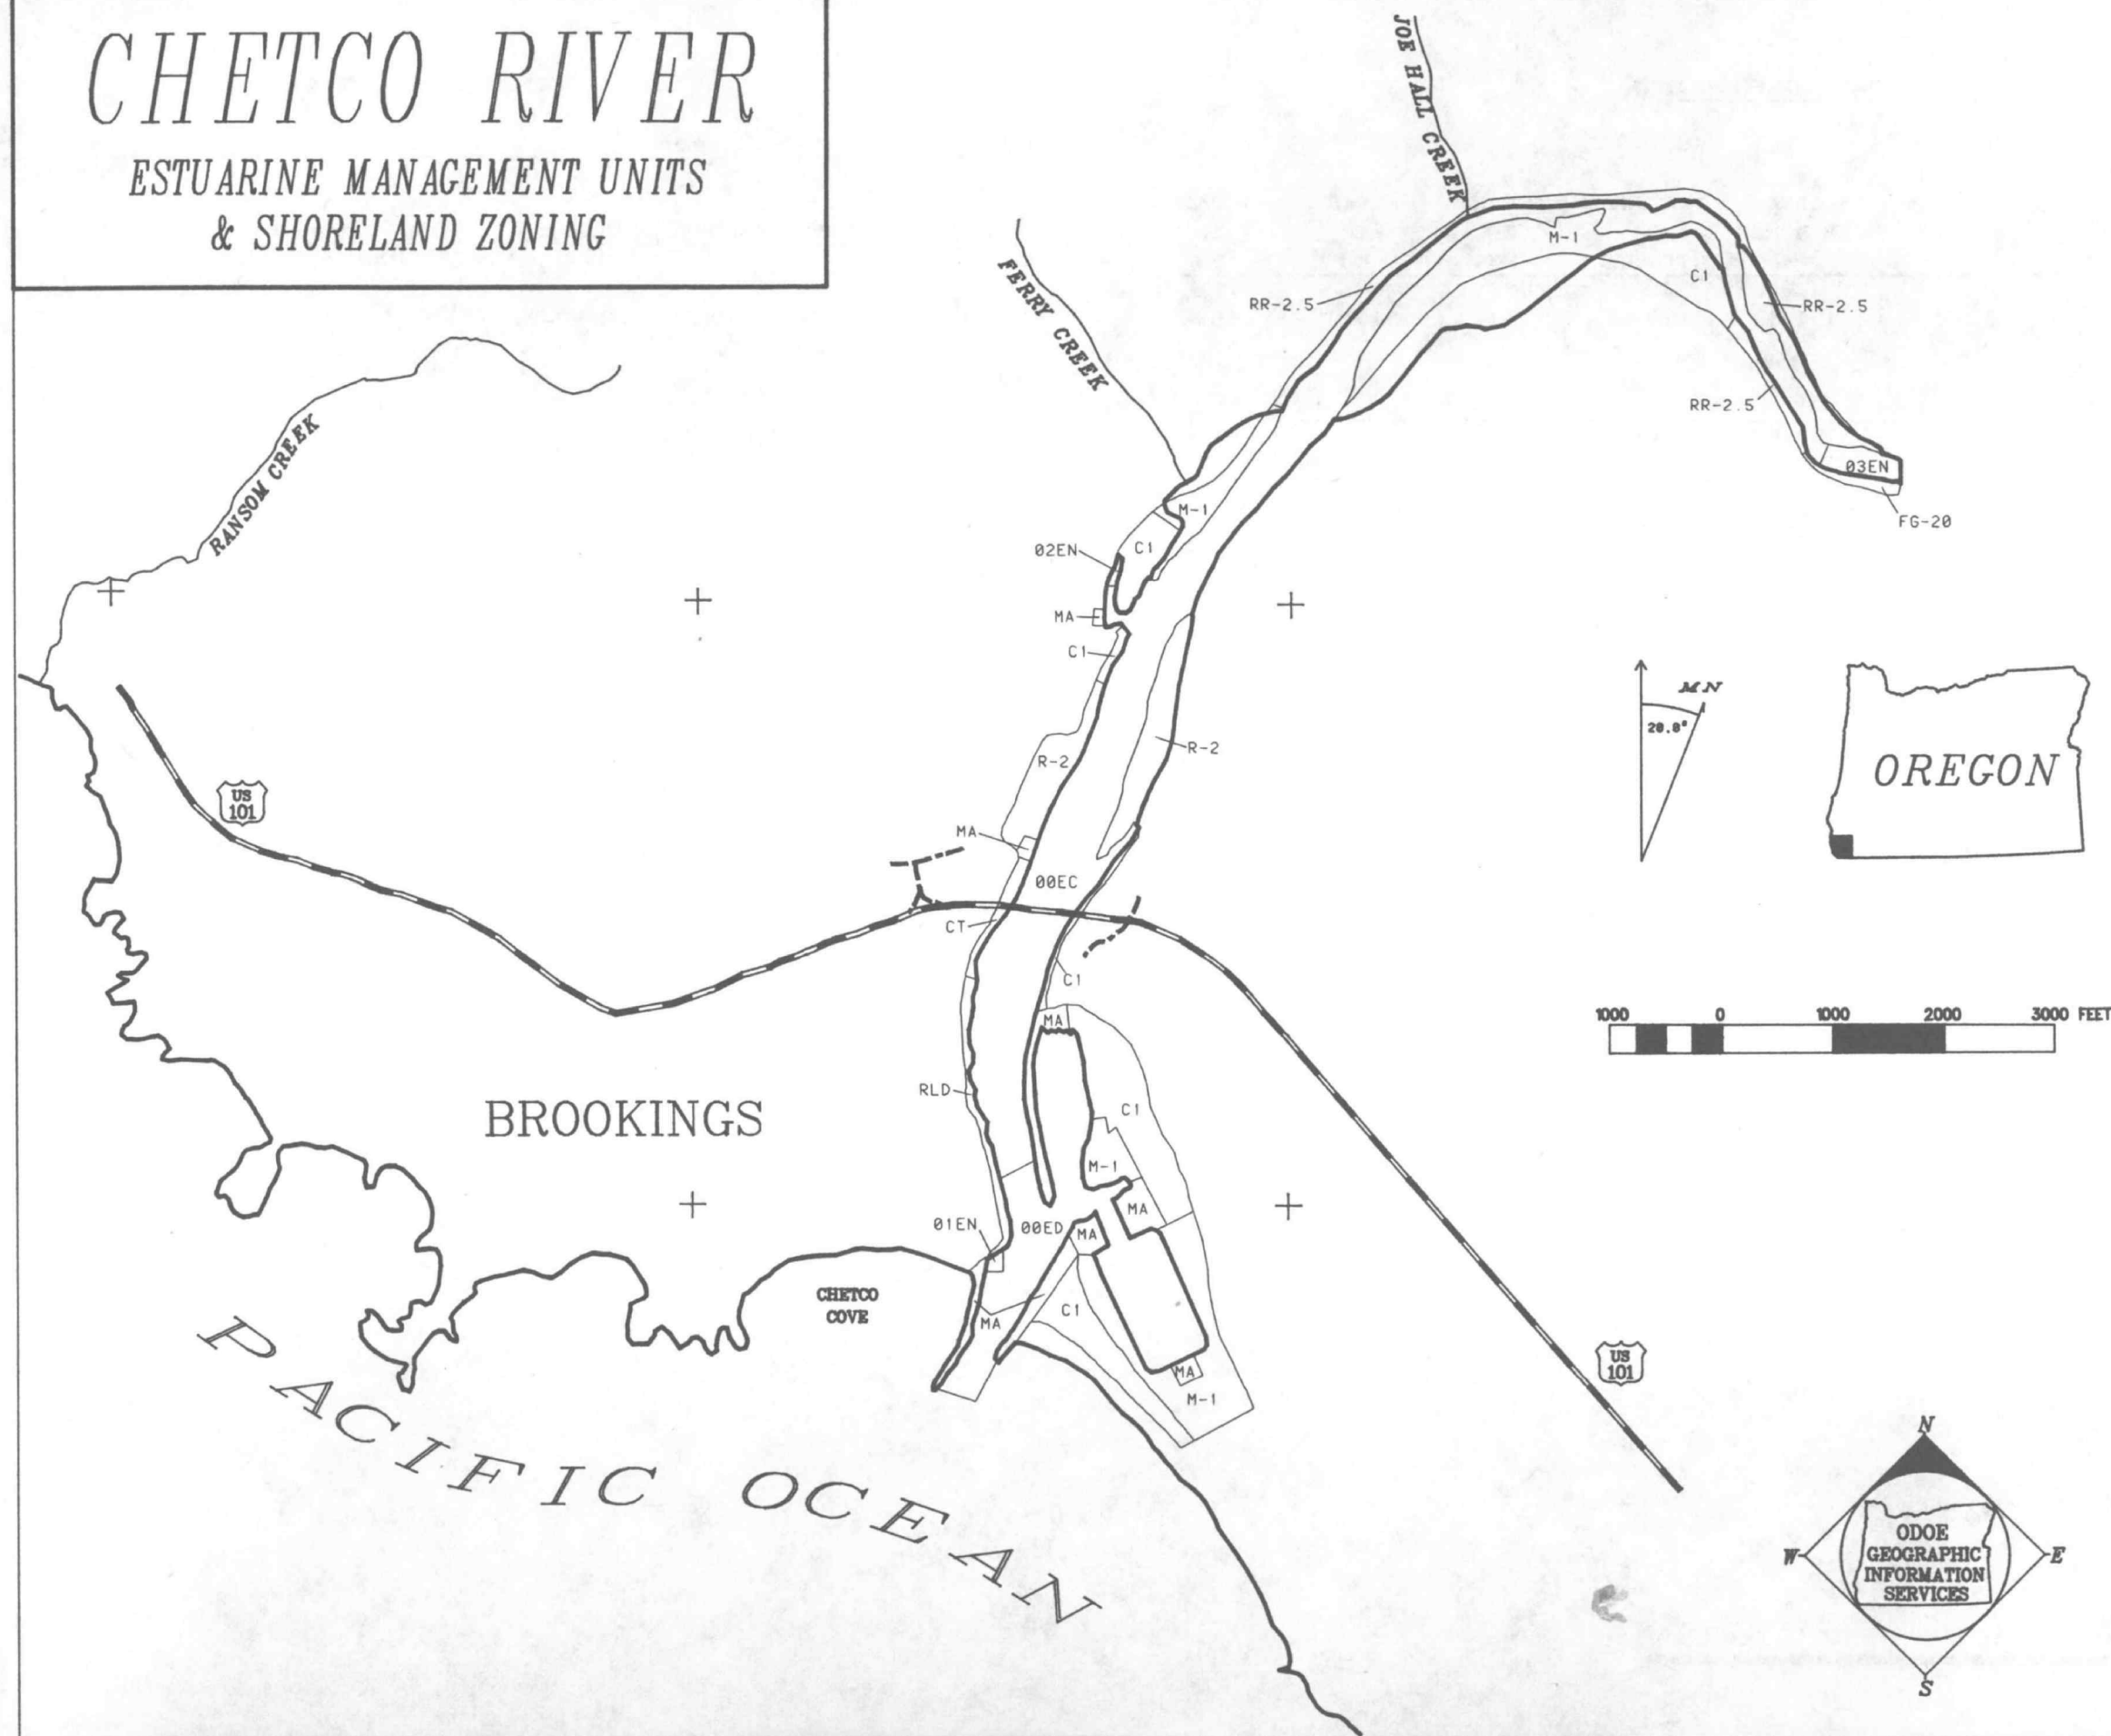 CHETCO RIVER
ESTUARINE MANAGEMENT UNITS
& SHORELAND ZONING
JOE HALL CREEK
FERRY CREEK
RANSOM CREEK
M-1
C1
RR-2.5
RR-2.5
RR-2.5
03EN
FG-20
M-1
C1
02EN
MA
C1
R-2
R-2
MA
00EC
CT
C1
MA
RLD
C1
M-1
MA
01EN
00ED
MA
MA
C1
MA
M-1
US
101
US
101
BROOKINGS
CHETCO
COVE
PACIFIC OCEAN
MN
20.0°
OREGON
1000 0 1000 2000 3000 FEET
N
W
E
S
ODOE
GEOGRAPHIC
INFORMATION
SERVICES